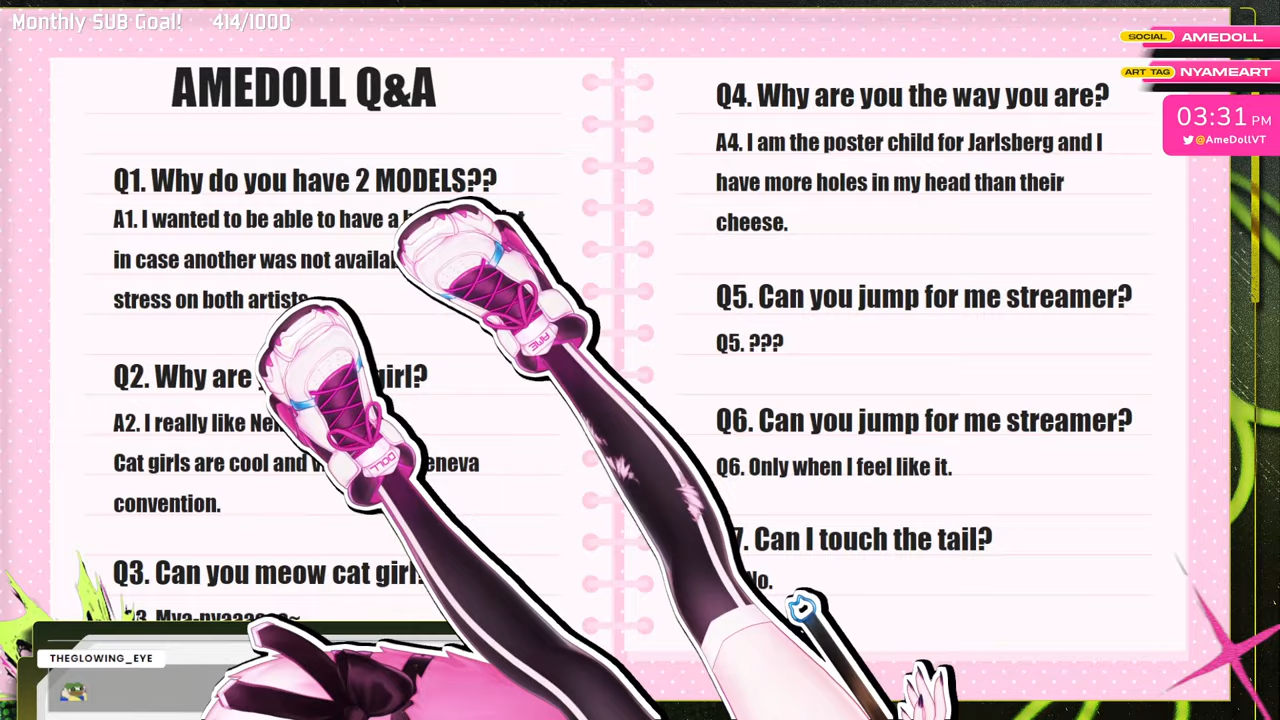 Monthly SUB Goal! 414/1000
SOCIAL AMEDOLL
ART TAG NYAMEART
03:31 PM
@AmeDollVT
AMEDOLL Q&A
Q1. Why do you have 2 MODELS??
A1. I wanted to be able to have a
in case another was not
stress on both artists
Q2. Why are girl?
A2. I really like
Cat girls are cool and
convention.
Q3. Can you meow cat girl?
Mya-nyaaaaaa~
Q4. Why are you the way you are?
A4. I am the poster child for Jarlsberg and I
have more holes in my head than their
cheese.
Q5. Can you jump for me streamer?
Q5. ???
Q6. Can you jump for me streamer?
Q6. Only when I feel like it.
7. Can I touch the tail?
No.
AME
DOLL
THEGLOWING_EYE